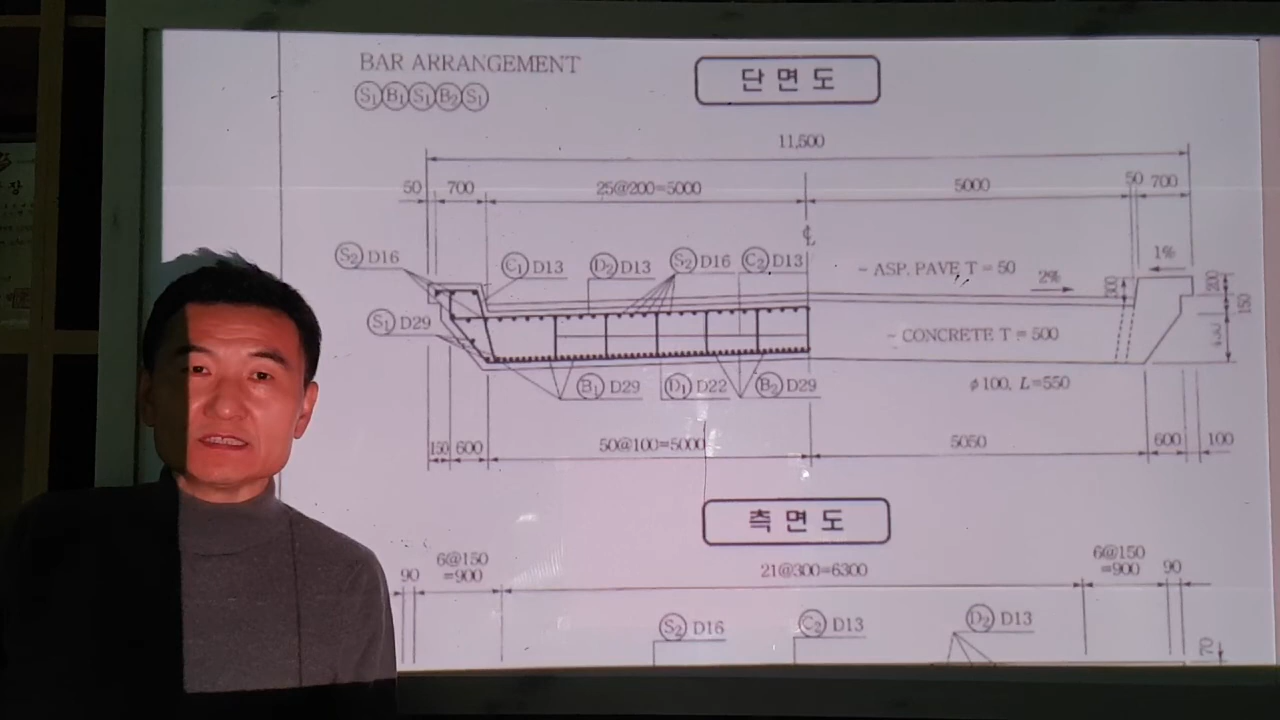 BAR ARRANGEMENT
S1 B1 S1 B2 S1
단 면 도
11,500
50 700 25@200=5000 5000 50 700
S2 D16 C1 D13 D2 D13 S2 D16 C2 D13
℄
- ASP. PAVE T = 50
2%
1%
200
150
S1 D29
- CONCRETE T = 500
B1 D29 D1 D22 B2 D29
ϕ100, L=550
150 600 50@100=5000 5050 600 100
측 면 도
90 6@150
=900
21@300=6300
6@150
=900 90
S2 D16 C2 D13 D2 D13
70